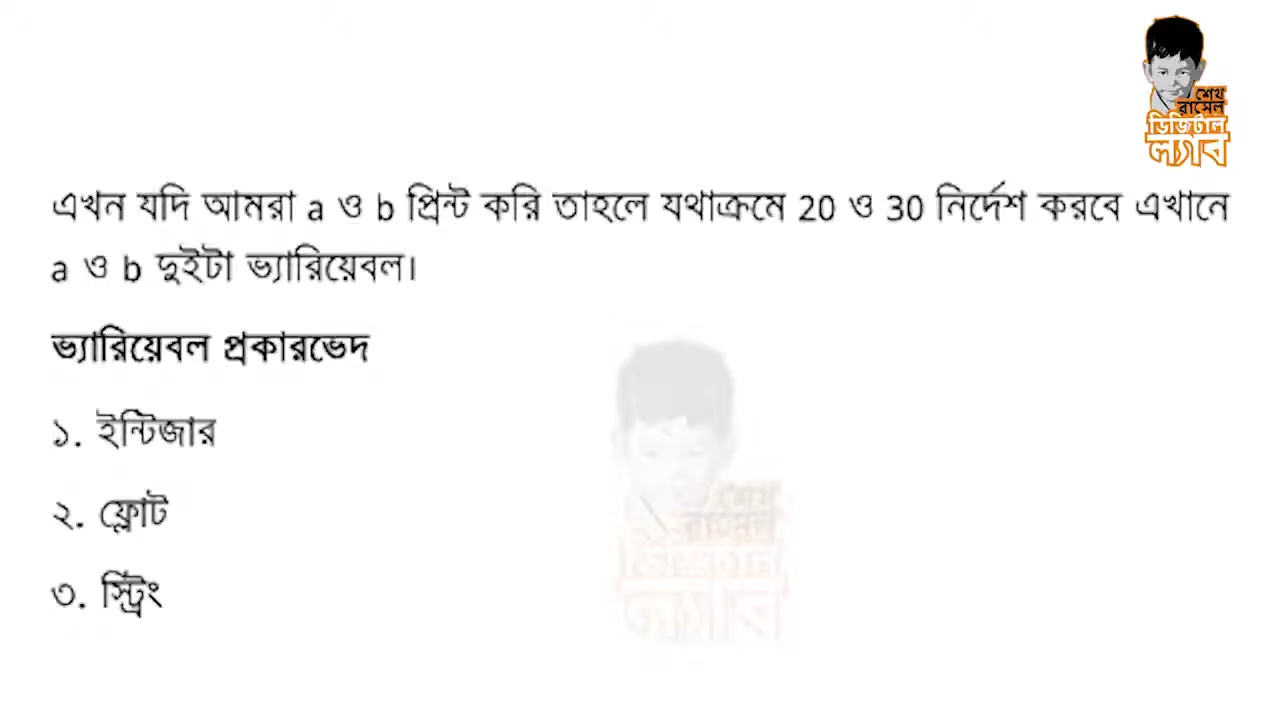 শেখ
রাসেল
ডিজিটাল
ল্যাব
এখন যদি আমরা a ও b প্রিন্ট করি তাহলে যথাক্রমে 20 ও 30 নির্দেশ করবে এখানে
a ও b দুইটা ভ্যারিয়েবল।
ভ্যারিয়েবল প্রকারভেদ
১. ইন্টিজার
২. ফ্লোট
৩. স্ট্রিং
শেখ
রাসেল
ডিজিটাল
ল্যাব